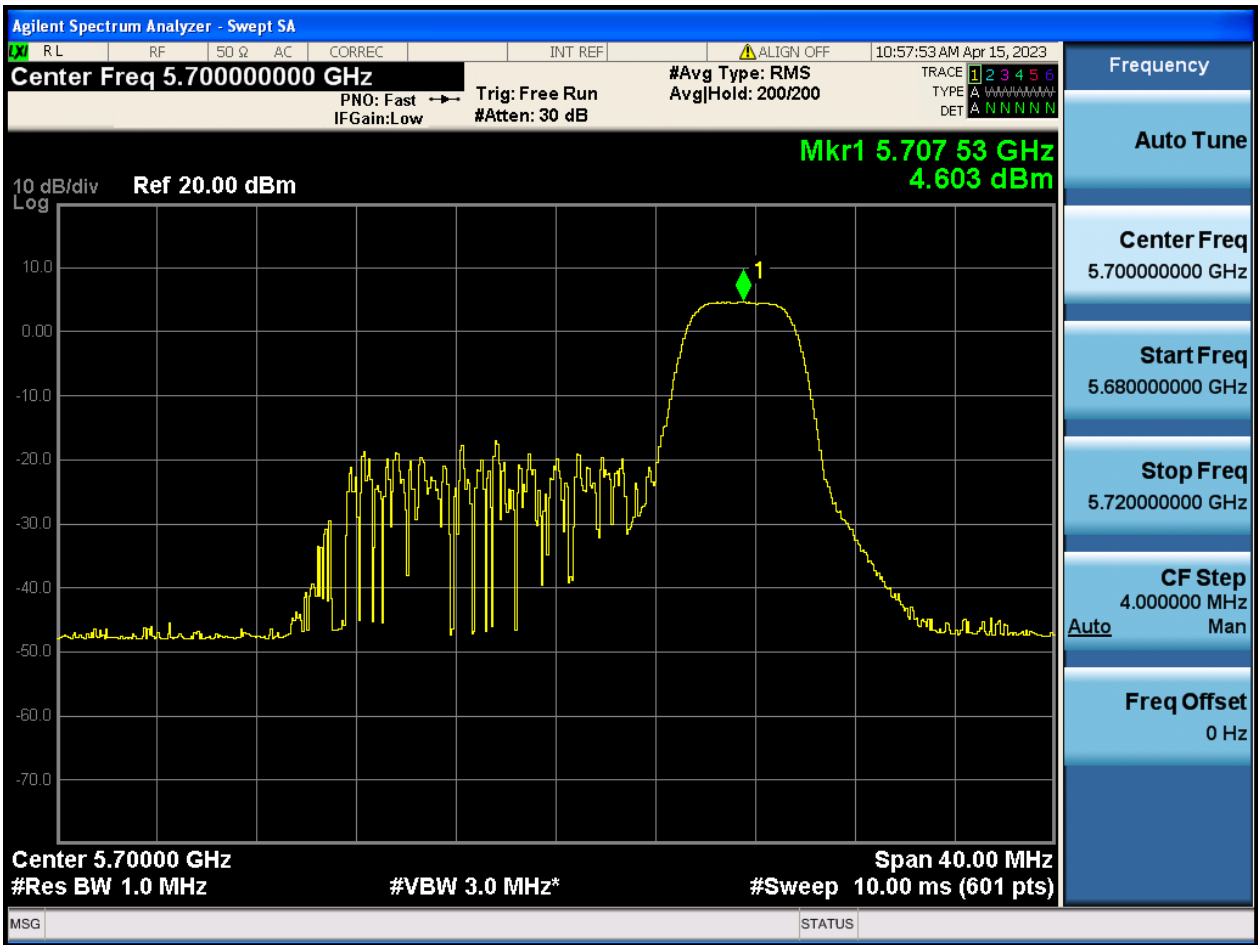 Agilent Spectrum Analyzer - Swept SA
LXI RL RF 50 Ω AC CORREC INT REF ALIGN OFF 10:57:53 AM Apr 15, 2023
Center Freq 5.700000000 GHz
PNO: Fast
IFGain:Low
Trig: Free Run
#Atten: 30 dB
#Avg Type: RMS
Avg|Hold: 200/200
TRACE 1 2 3 4 5 6
TYPE A WWWWWWW
DET A N N N N N
Mkr1 5.707 53 GHz
4.603 dBm
10 dB/div Ref 20.00 dBm
Log
1
10.0
0.00
-10.0
-20.0
-30.0
-40.0
-50.0
-60.0
-70.0
Center 5.70000 GHz Span 40.00 MHz
#Res BW 1.0 MHz #VBW 3.0 MHz* #Sweep 10.00 ms (601 pts)
MSG STATUS
Frequency
Auto Tune
Center Freq
5.700000000 GHz
Start Freq
5.680000000 GHz
Stop Freq
5.720000000 GHz
CF Step
4.000000 MHz
Auto Man
Freq Offset
0 Hz